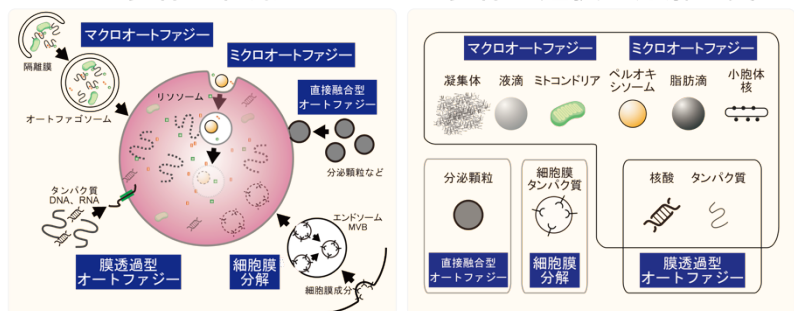 マクロオートファジー
隔離膜
オートファゴソーム
ミクロオートファジー
リソソーム
直接融合型
オートファジー
分泌顆粒など
タンパク質
DNA、RNA
膜透過型
オートファジー
細胞膜
分解
エンドソーム
MVB
細胞膜成分
マクロオートファジー
ミクロオートファジー
凝集体
液滴
ミトコンドリア
ペルオキ
シソーム
脂肪滴
小胞体
核
分泌顆粒
直接融合型
オートファジー
細胞膜
タンパク質
細胞膜
分解
核酸
タンパク質
膜透過型
オートファジー